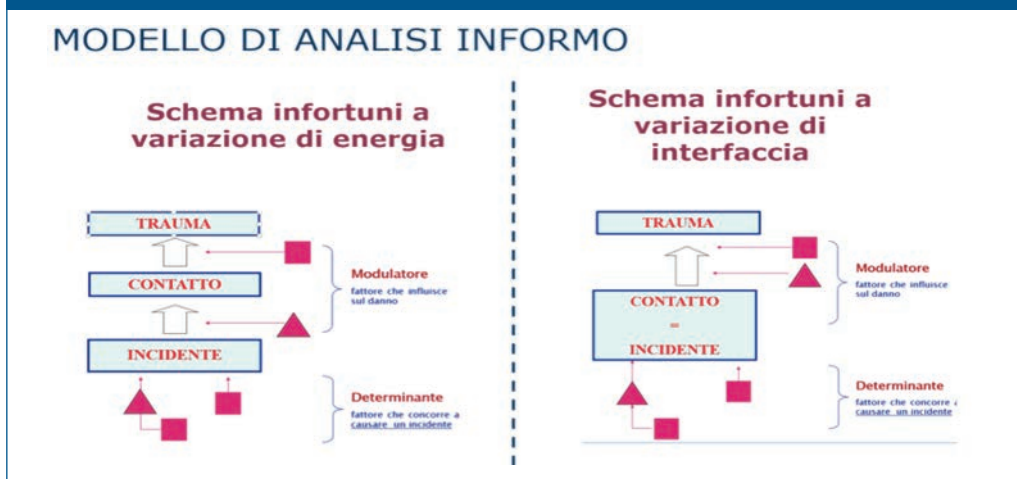 MODELLO DI ANALISI INFORMO
Schema infortuni a
variazione di energia
TRAUMA
CONTATTO
INCIDENTE
Modulatore
fattore che influisce
sul danno
Determinante
fattore che concorre a
causare un incidente
Schema infortuni a
variazione di
interfaccia
TRAUMA
CONTATTO
=
INCIDENTE
Modulatore
fattore che influisce
sul danno
Determinante
fattore che concorre a
causare un incidente